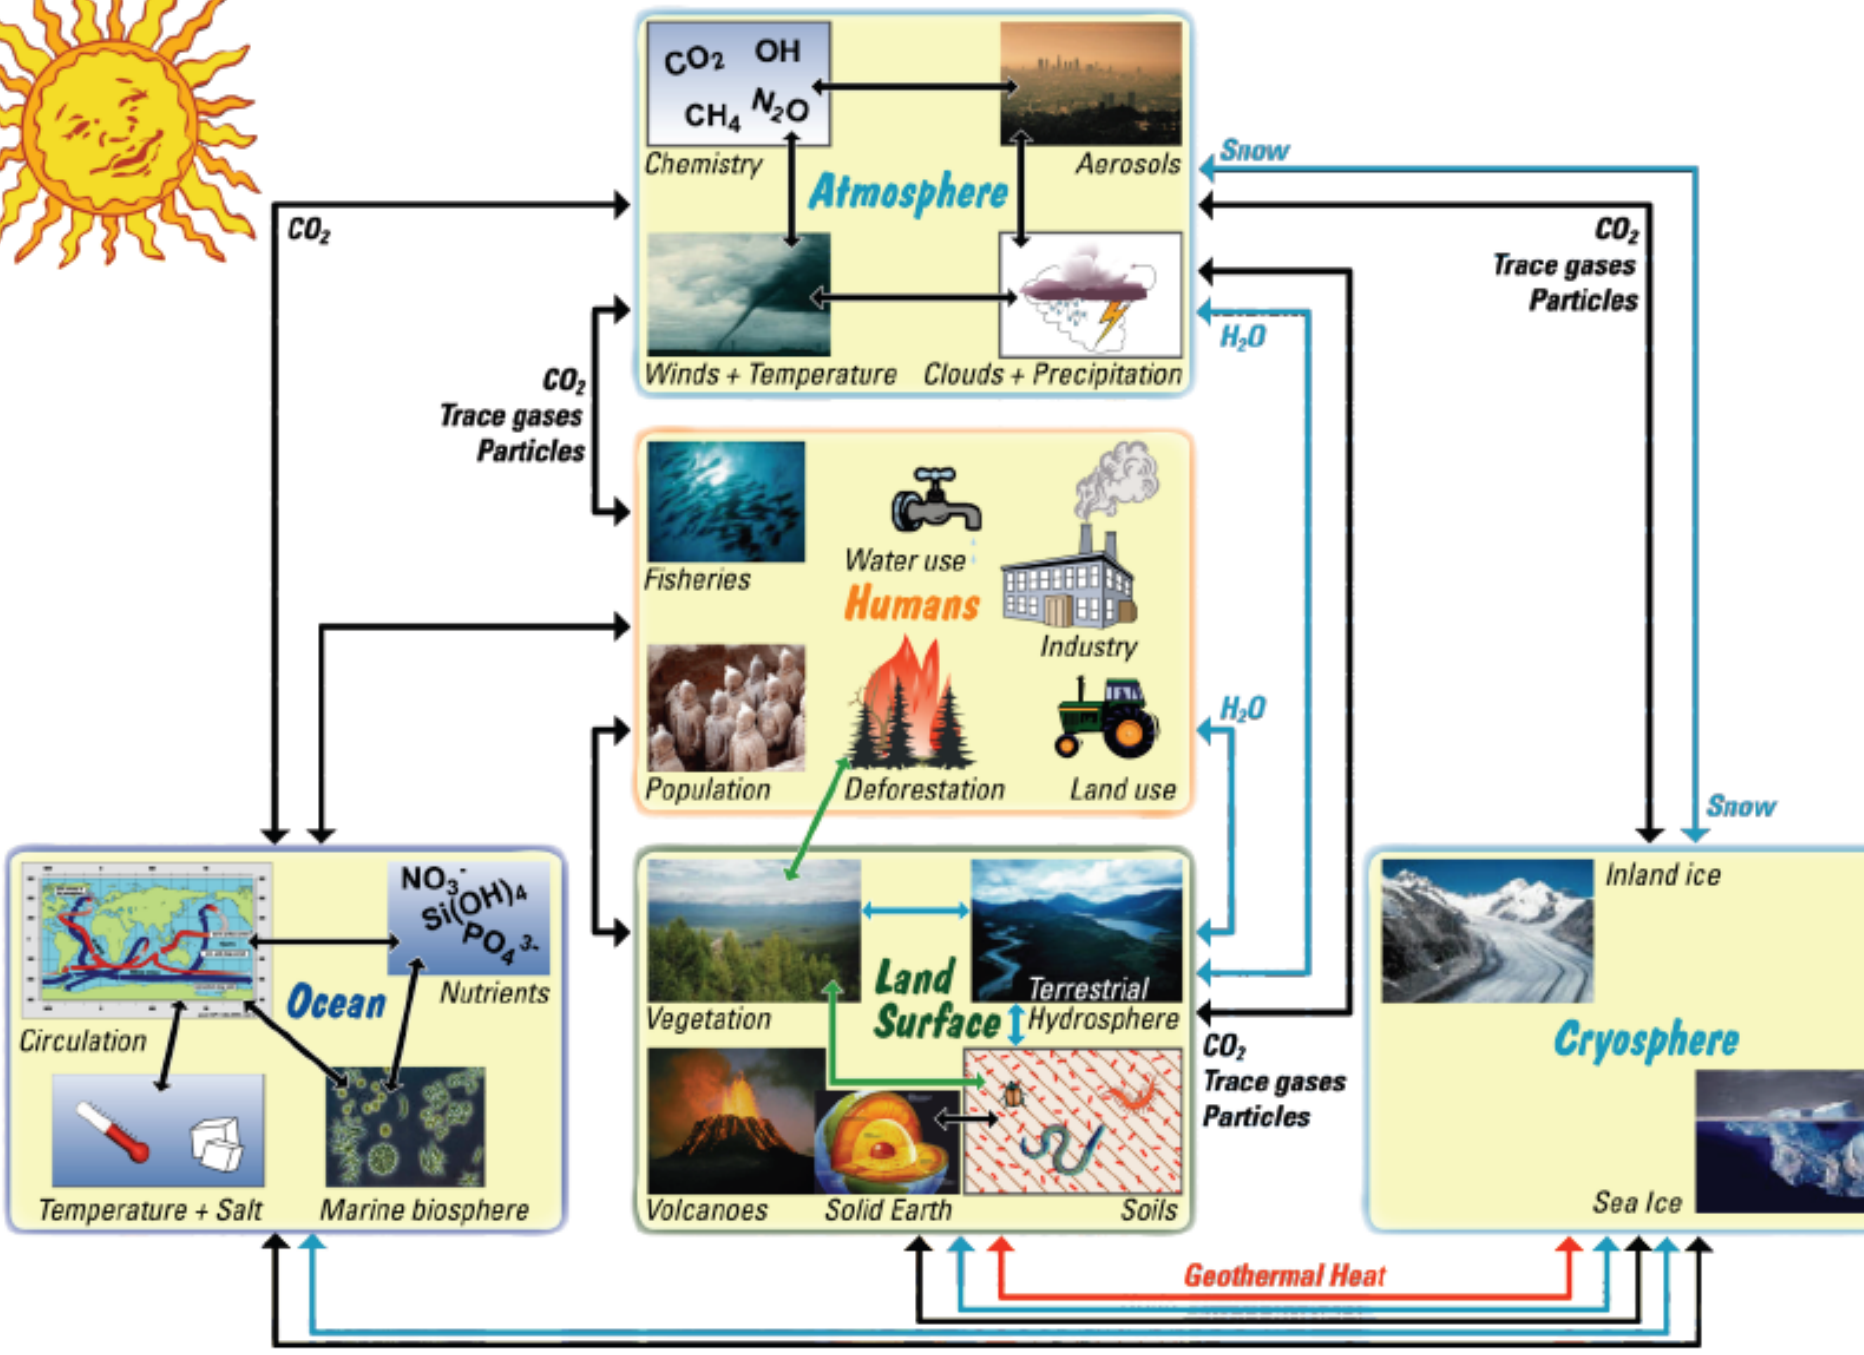 CO₂ OH
CH₄ N₂O
Chemistry
Aerosols
Atmosphere
Winds + Temperature
Clouds + Precipitation
Snow
CO₂
CO₂
Trace gases
Particles
H₂O
CO₂
Trace gases
Particles
Fisheries
Water use
Humans
Industry
Population
Deforestation
Land use
H₂O
Snow
NO₃⁻
Si(OH)₄
PO₄³⁻
Nutrients
Ocean
Circulation
Temperature + Salt
Marine biosphere
Land
Surface
Vegetation
Terrestrial
Hydrosphere
Volcanoes
Solid Earth
Soils
CO₂
Trace gases
Particles
Inland ice
Cryosphere
Sea Ice
Geothermal Heat